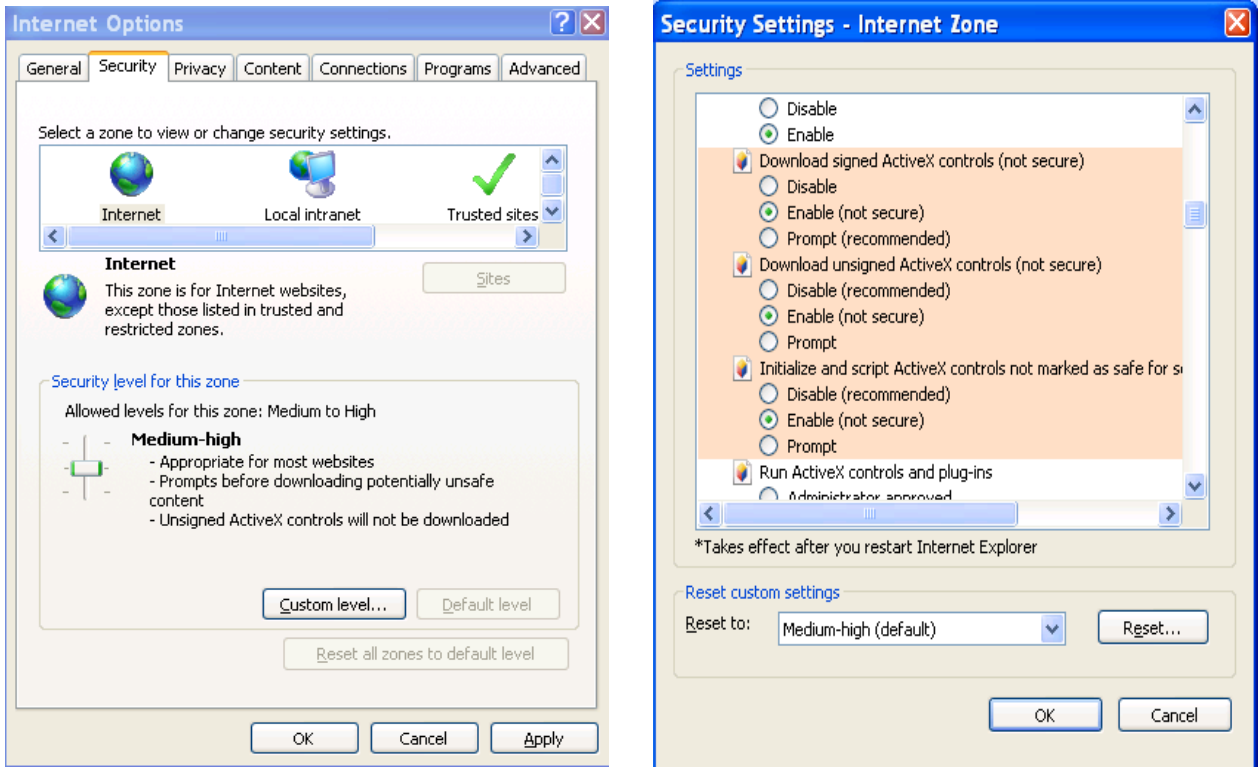 Internet Options
General Security Privacy Content Connections Programs Advanced
Select a zone to view or change security settings.
Internet Local intranet Trusted sites
Internet
This zone is for Internet websites,
except those listed in trusted and
restricted zones.
Sites
Security level for this zone
Allowed levels for this zone: Medium to High
Medium-high
- Appropriate for most websites
- Prompts before downloading potentially unsafe
content
- Unsigned ActiveX controls will not be downloaded
Custom level... Default level
Reset all zones to default level
OK Cancel Apply
Security Settings - Internet Zone
Settings
Disable
Enable
Download signed ActiveX controls (not secure)
Disable
Enable (not secure)
Prompt (recommended)
Download unsigned ActiveX controls (not secure)
Disable (recommended)
Enable (not secure)
Prompt
Initialize and script ActiveX controls not marked as safe for
Disable (recommended)
Enable (not secure)
Prompt
Run ActiveX controls and plug-ins
Administrator approved
*Takes effect after you restart Internet Explorer
Reset custom settings
Reset to: Medium-high (default) Reset...
OK Cancel